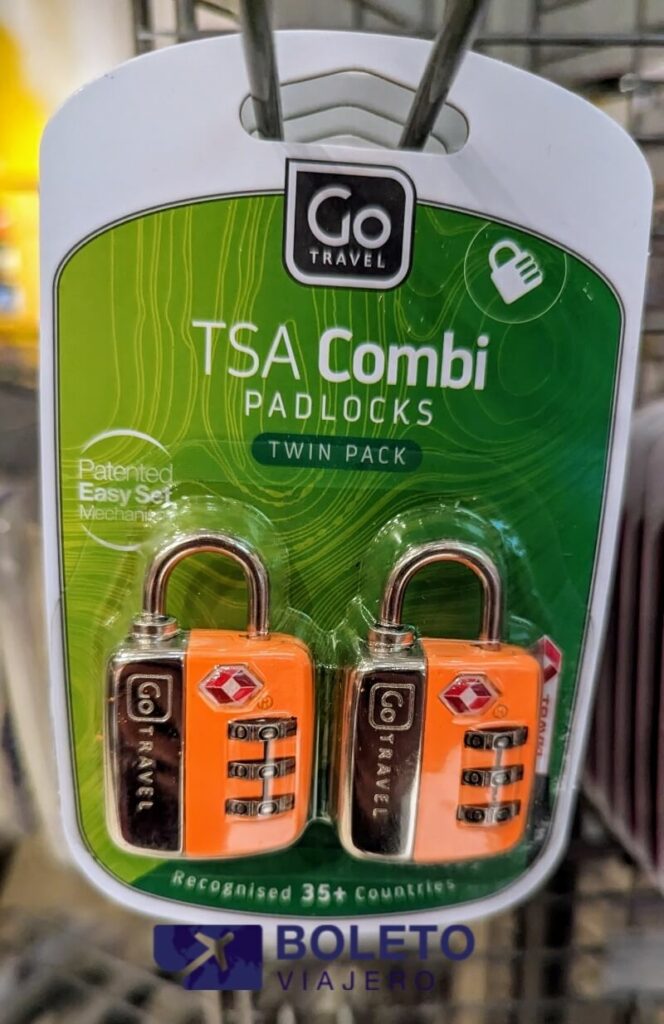 Go
TRAVEL
TSA Combi
PADLOCKS
TWIN PACK
Patented
Easy Set
Mechanism
Go TRAVEL
Go TRAVEL
Recognised 35+ Countries
BOLETO
VIAJERO